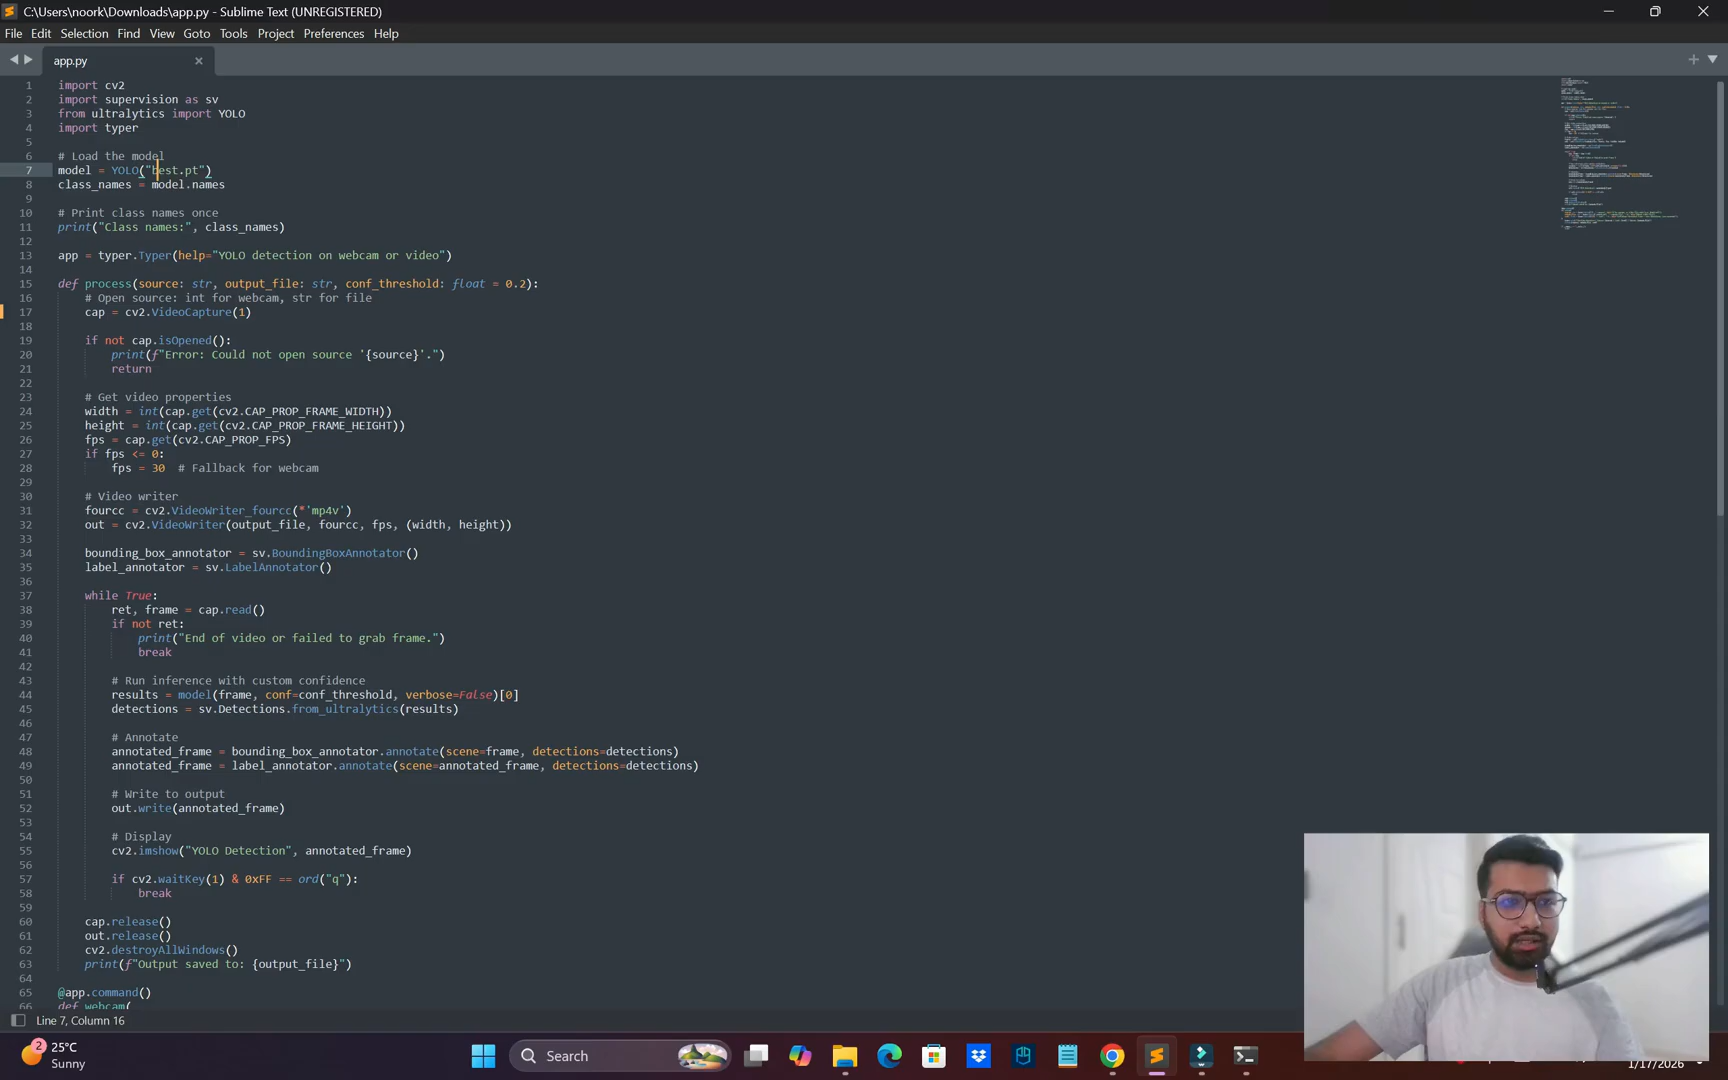 C:\Users\noork\Downloads\app.py - Sublime Text (UNREGISTERED)
File Edit Selection Find View Goto Tools Project Preferences Help
app.py
1 import cv2
2 import supervision as sv
3 from ultralytics import YOLO
4 import typer
5
6 # Load the model
7 model = YOLO("best.pt")
8 class_names = model.names
9
10 # Print class names once
11 print("Class names:", class_names)
12
13 app = typer.Typer(help="YOLO detection on webcam or video")
14
15 def process(source: str, output_file: str, conf_threshold: float = 0.2):
16 # Open source: int for webcam, str for file
17 cap = cv2.VideoCapture(1)
18
19 if not cap.isOpened():
20 print(f"Error: Could not open source '{source}'.")
21 return
22
23 # Get video properties
24 width = int(cap.get(cv2.CAP_PROP_FRAME_WIDTH))
25 height = int(cap.get(cv2.CAP_PROP_FRAME_HEIGHT))
26 fps = cap.get(cv2.CAP_PROP_FPS)
27 if fps <= 0:
28 fps = 30 # Fallback for webcam
29
30 # Video writer
31 fourcc = cv2.VideoWriter_fourcc(*'mp4v')
32 out = cv2.VideoWriter(output_file, fourcc, fps, (width, height))
33
34 bounding_box_annotator = sv.BoundingBoxAnnotator()
35 label_annotator = sv.LabelAnnotator()
36
37 while True:
38 ret, frame = cap.read()
39 if not ret:
40 print("End of video or failed to grab frame.")
41 break
42
43 # Run inference with custom confidence
44 results = model(frame, conf=conf_threshold, verbose=False)[0]
45 detections = sv.Detections.from_ultralytics(results)
46
47 # Annotate
48 annotated_frame = bounding_box_annotator.annotate(scene=frame, detections=detections)
49 annotated_frame = label_annotator.annotate(scene=annotated_frame, detections=detections)
50
51 # Write to output
52 out.write(annotated_frame)
53
54 # Display
55 cv2.imshow("YOLO Detection", annotated_frame)
56
57 if cv2.waitKey(1) & 0xFF == ord("q"):
58 break
59
60 cap.release()
61 out.release()
62 cv2.destroyAllWindows()
63 print(f"Output saved to: {output_file}")
64
65 @app.command()
66 def webcam(
Line 7, Column 16
2
25°C
Sunny
Search
1/17/2026